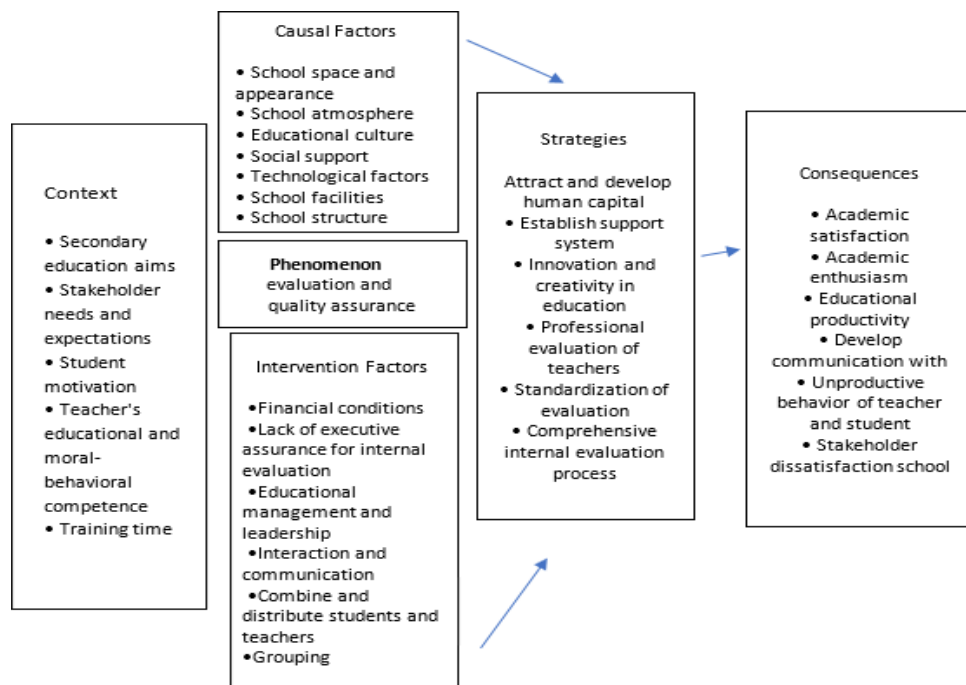 Context
• Secondary
education aims
• Stakeholder
needs and
expectations
• Student
motivation
• Teacher's
educational and
moral-
behavioral
competence
• Training time
Causal Factors
• School space and
appearance
• School atmosphere
• Educational culture
• Social support
• Technological factors
• School facilities
• School structure
Phenomenon
evaluation and
quality assurance
Intervention Factors
•Financial conditions
•Lack of executive
assurance for internal
evaluation
•Educational
management and
leadership
•Interaction and
communication
•Combine and
distribute students and
teachers
•Grouping
Strategies
Attract and develop
human capital
• Establish support
system
• Innovation and
creativity in
education
• Professional
evaluation of
teachers
• Standardization of
evaluation
• Comprehensive
internal evaluation
process
Consequences
• Academic
satisfaction
• Academic
enthusiasm
• Educational
productivity
• Develop
communication with
• Unproductive
behavior of teacher
and student
• Stakeholder
dissatisfaction school